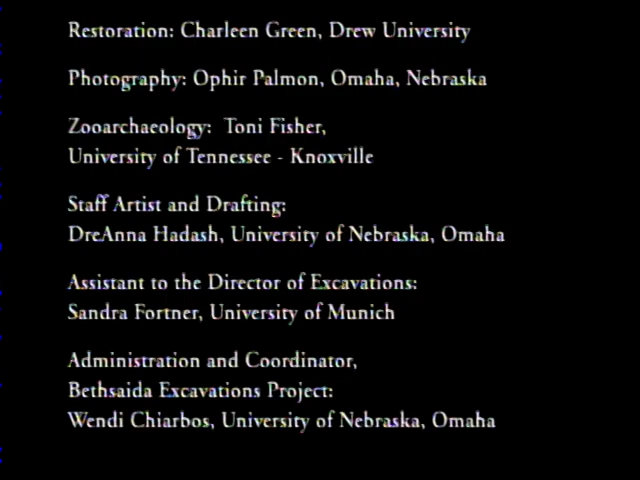 Restoration: Charleen Green, Drew University
Photography: Ophir Palmon, Omaha, Nebraska
Zooarchaeology: Toni Fisher,
University of Tennessee - Knoxville
Staff Artist and Drafting:
DreAnna Hadash, University of Nebraska, Omaha
Assistant to the Director of Excavations:
Sandra Fortner, University of Munich
Administration and Coordinator,
Bethsaida Excavations Project:
Wendi Chiarbos, University of Nebraska, Omaha